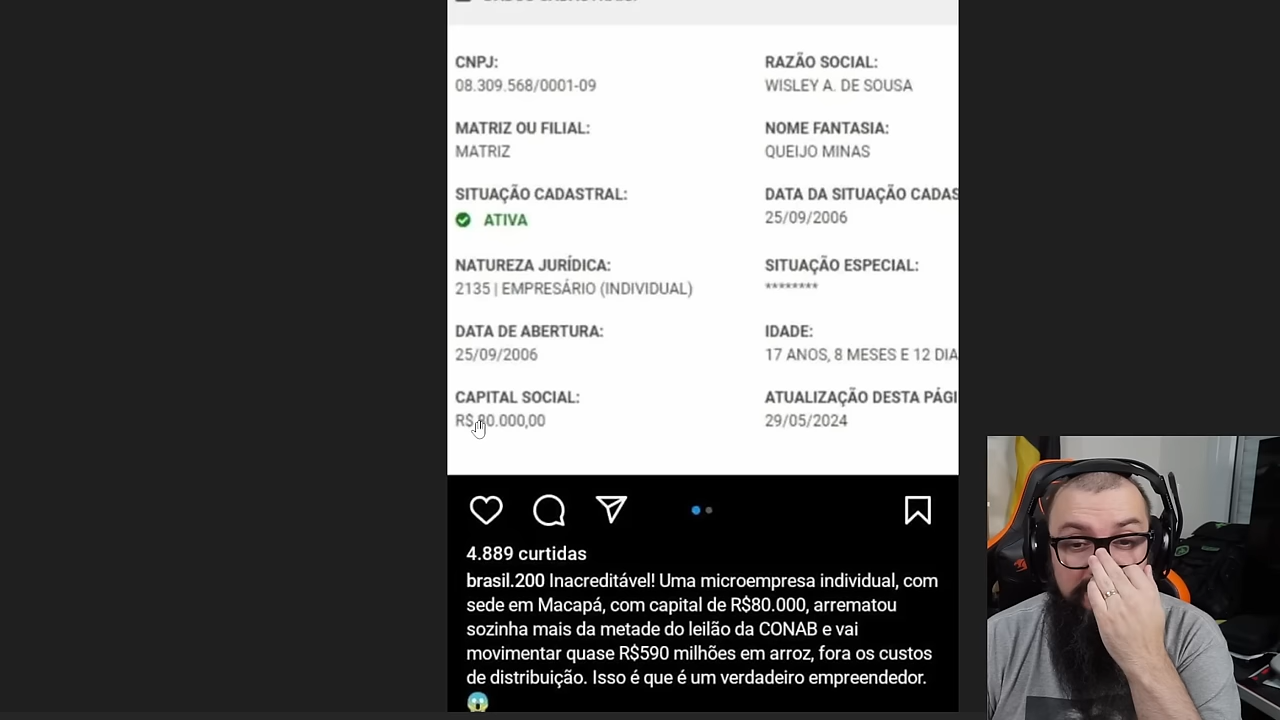 CNPJ:
08.309.568/0001-09
RAZÃO SOCIAL:
WISLEY A. DE SOUSA
MATRIZ OU FILIAL:
MATRIZ
NOME FANTASIA:
QUEIJO MINAS
SITUAÇÃO CADASTRAL:
ATIVA
DATA DA SITUAÇÃO CADAS
25/09/2006
NATUREZA JURÍDICA:
2135 | EMPRESÁRIO (INDIVIDUAL)
SITUAÇÃO ESPECIAL:
********
DATA DE ABERTURA:
25/09/2006
IDADE:
17 ANOS, 8 MESES E 12 DIA
CAPITAL SOCIAL:
R$ 80.000,00
ATUALIZAÇÃO DESTA PÁGI
29/05/2024
4.889 curtidas
brasil.200 Inacreditável! Uma microempresa individual, com
sede em Macapá, com capital de R$80.000, arrematou
sozinha mais da metade do leilão da CONAB e vai
movimentar quase R$590 milhões em arroz, fora os custos
de distribuição. Isso é que é um verdadeiro empreendedor.
😱